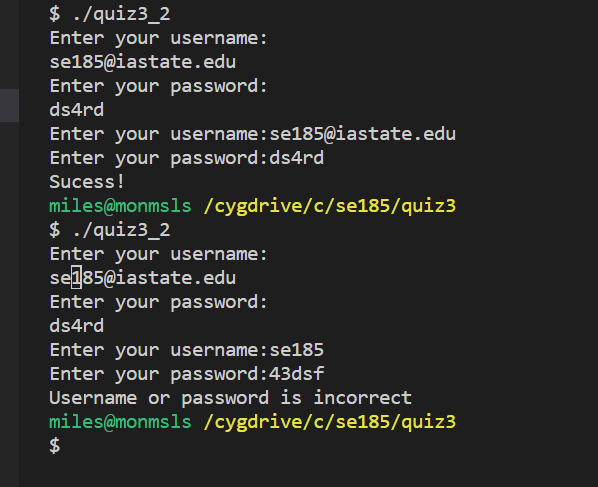 $ ./quiz3_2
Enter your username:
se185@iastate.edu
Enter your password:
ds4rd
Enter your username:se185@iastate.edu
Enter your password:ds4rd
Sucess!
miles@monmsls /cygdrive/c/se185/quiz3
$ ./quiz3_2
Enter your username:
se185@iastate.edu
Enter your password:
ds4rd
Enter your username:se185
Enter your password:43dsf
Username or password is incorrect
miles@monmsls /cygdrive/c/se185/quiz3
$